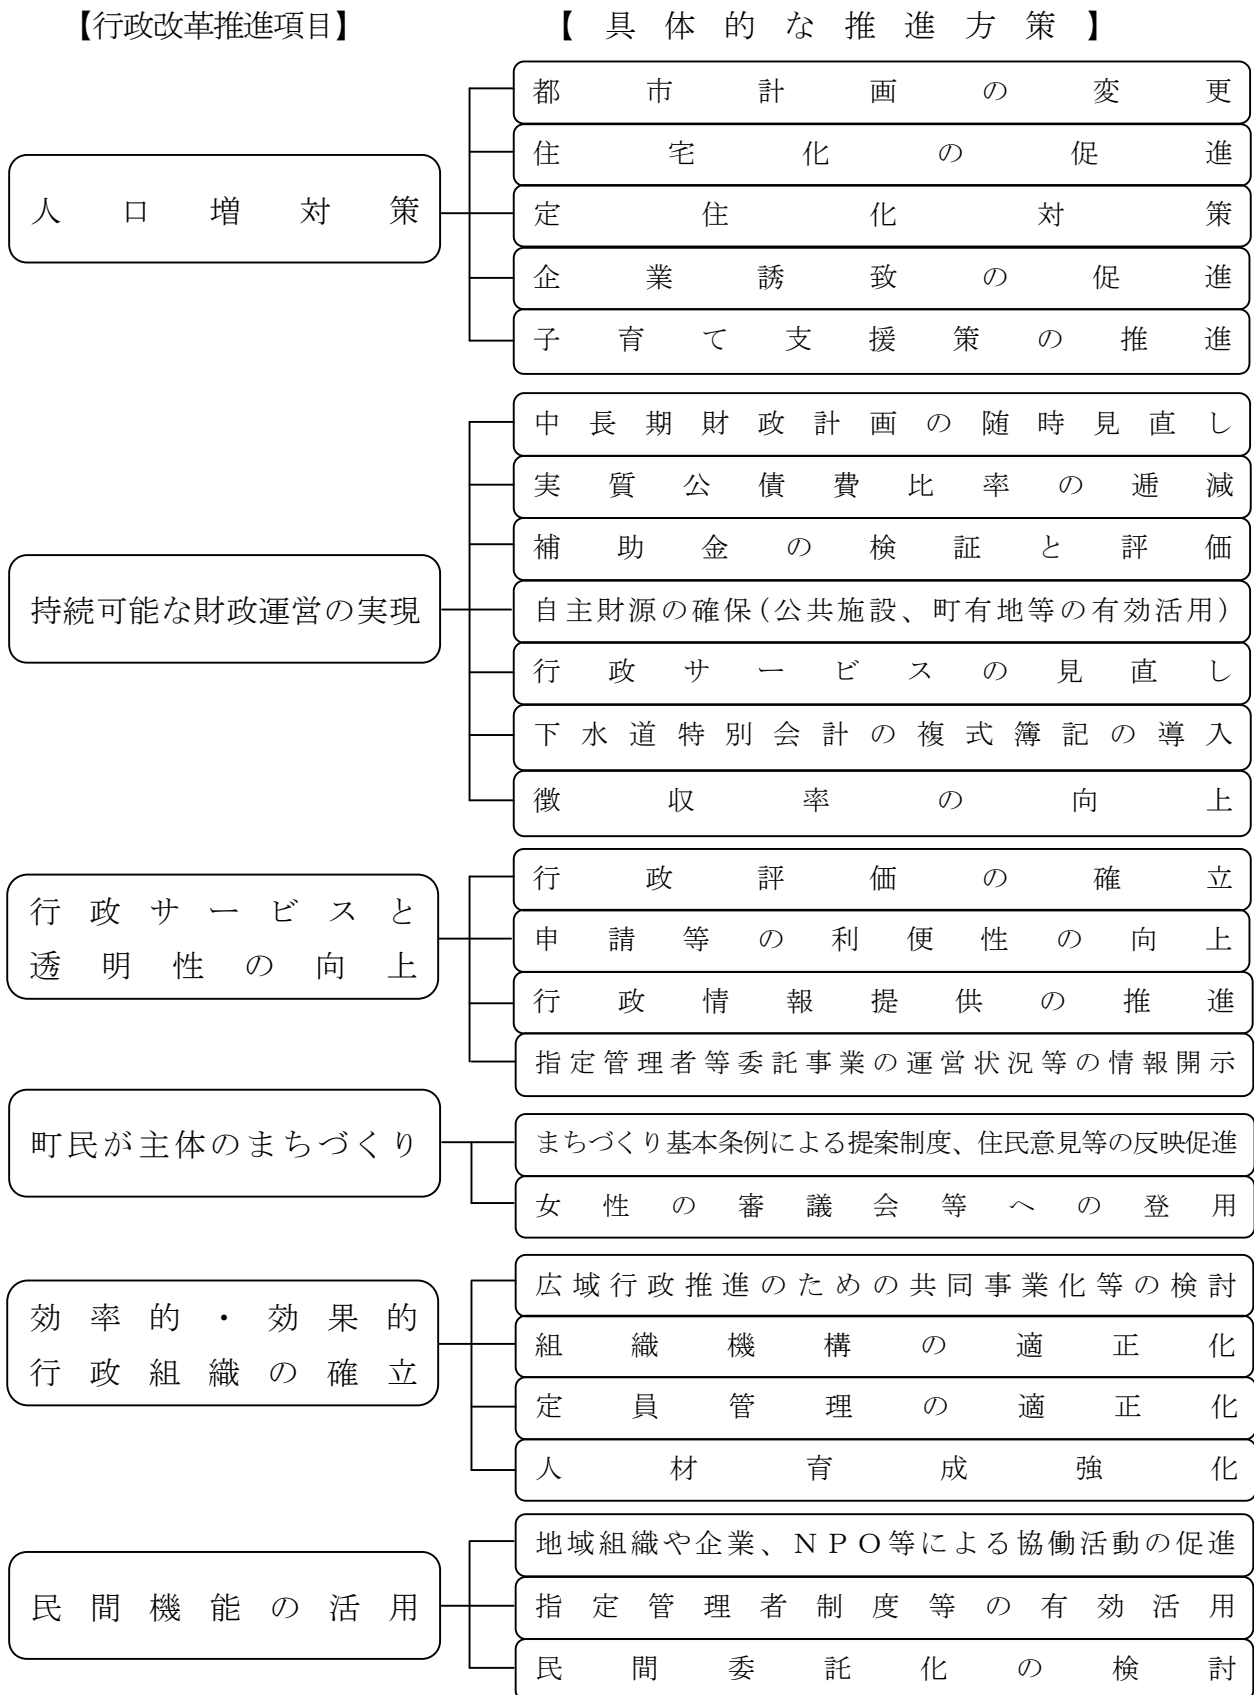 【行政改革推進項目】 【具体的な推進方策】
人口増対策
都市計画の変更
住宅化の促進
定住化対策
企業誘致の促進
子育て支援策の推進
持続可能な財政運営の実現
中長期財政計画の随時見直し
実質公債費比率の逓減
補助金の検証と評価
自主財源の確保(公共施設、町有地等の有効活用)
行政サービスの見直し
下水道特別会計の複式簿記の導入
徴収率の向上
行政サービスと
透明性の向上
行政評価の確立
申請等の利便性の向上
行政情報提供の推進
指定管理者等委託事業の運営状況等の情報開示
町民が主体のまちづくり
まちづくり基本条例による提案制度、住民意見等の反映促進
女性の審議会等への登用
効率的・効果的
行政組織の確立
広域行政推進のための共同事業化等の検討
組織機構の適正化
定員管理の適正化
人材育成強化
民間機能の活用
地域組織や企業、ＮＰＯ等による協働活動の促進
指定管理者制度等の有効活用
民間委託化の検討